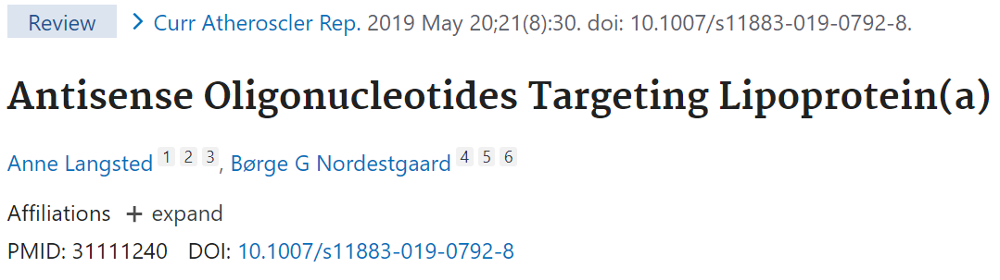 Review > Curr Atheroscler Rep. 2019 May 20;21(8):30. doi: 10.1007/s11883-019-0792-8.
Antisense Oligonucleotides Targeting Lipoprotein(a)
Anne Langsted 1 2 3, Børge G Nordestgaard 4 5 6
Affiliations + expand
PMID: 31111240 DOI: 10.1007/s11883-019-0792-8